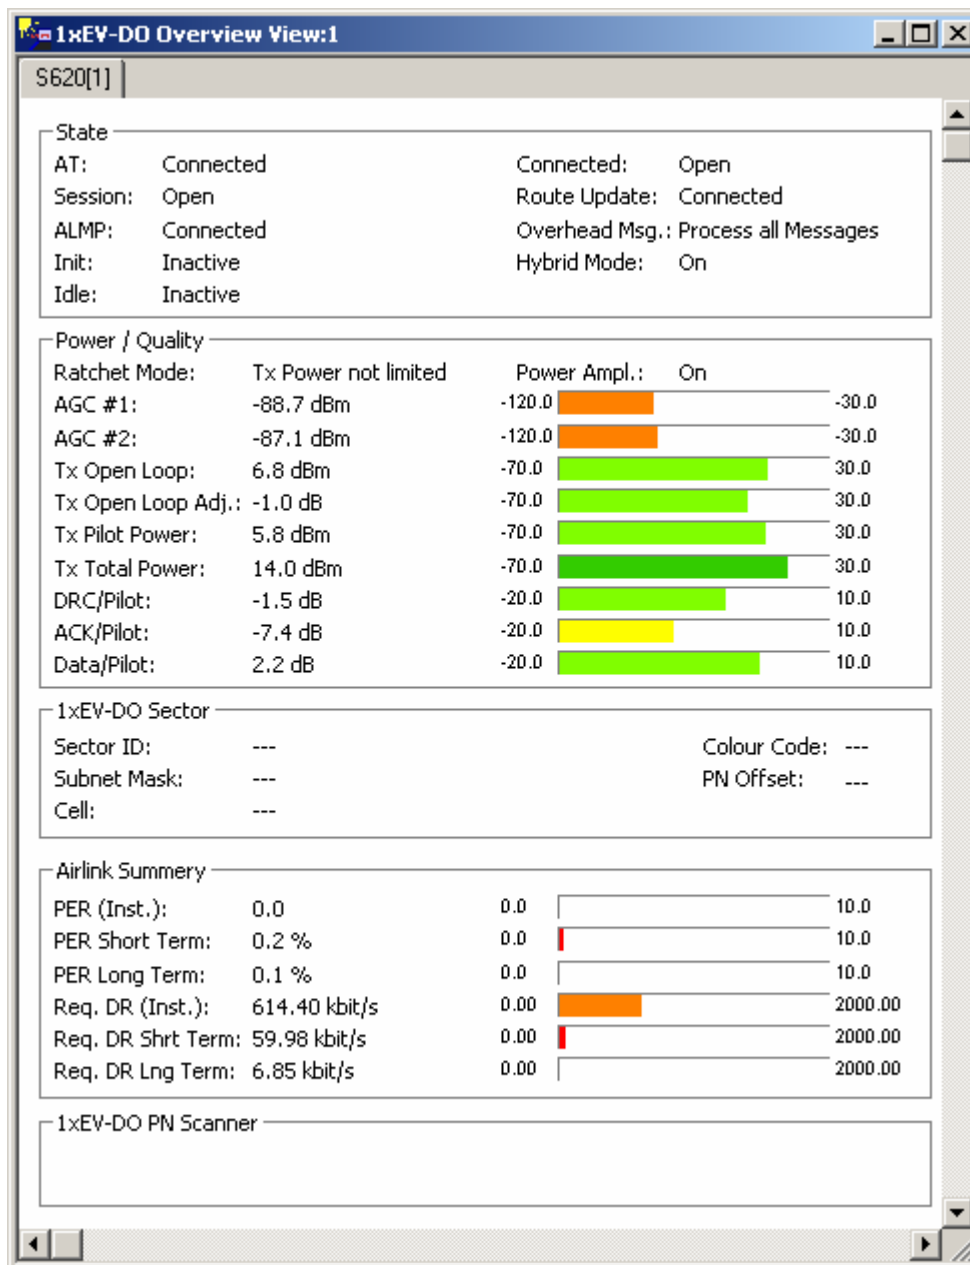 1xEV-DO Overview View:1
S620[1]
State
AT: Connected Connected: Open
Session: Open Route Update: Connected
ALMP: Connected Overhead Msg.: Process all Messages
Init: Inactive Hybrid Mode: On
Idle: Inactive
Power / Quality
Ratchet Mode: Tx Power not limited Power Ampl.: On
AGC #1: -88.7 dBm -120.0 -30.0
AGC #2: -87.1 dBm -120.0 -30.0
Tx Open Loop: 6.8 dBm -70.0 30.0
Tx Open Loop Adj.: -1.0 dB -70.0 30.0
Tx Pilot Power: 5.8 dBm -70.0 30.0
Tx Total Power: 14.0 dBm -70.0 30.0
DRC/Pilot: -1.5 dB -20.0 10.0
ACK/Pilot: -7.4 dB -20.0 10.0
Data/Pilot: 2.2 dB -20.0 10.0
1xEV-DO Sector
Sector ID: --- Colour Code: ---
Subnet Mask: --- PN Offset: ---
Cell: ---
Airlink Summery
PER (Inst.): 0.0 0.0 10.0
PER Short Term: 0.2 % 0.0 10.0
PER Long Term: 0.1 % 0.0 10.0
Req. DR (Inst.): 614.40 kbit/s 0.00 2000.00
Req. DR Shrt Term: 59.98 kbit/s 0.00 2000.00
Req. DR Lng Term: 6.85 kbit/s 0.00 2000.00
1xEV-DO PN Scanner